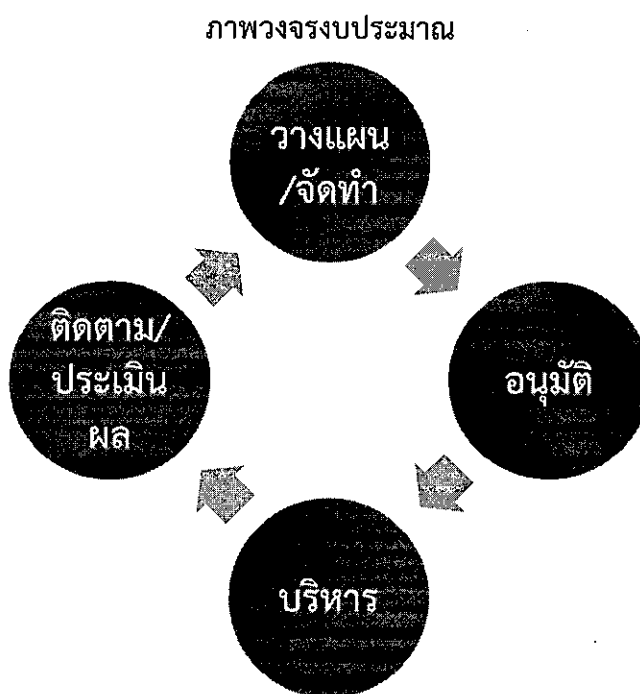 ภาพวงจรงบประมาณ
วางแผน
/จัดทำ
อนุมัติ
บริหาร
ติดตาม/
ประเมิน
ผล